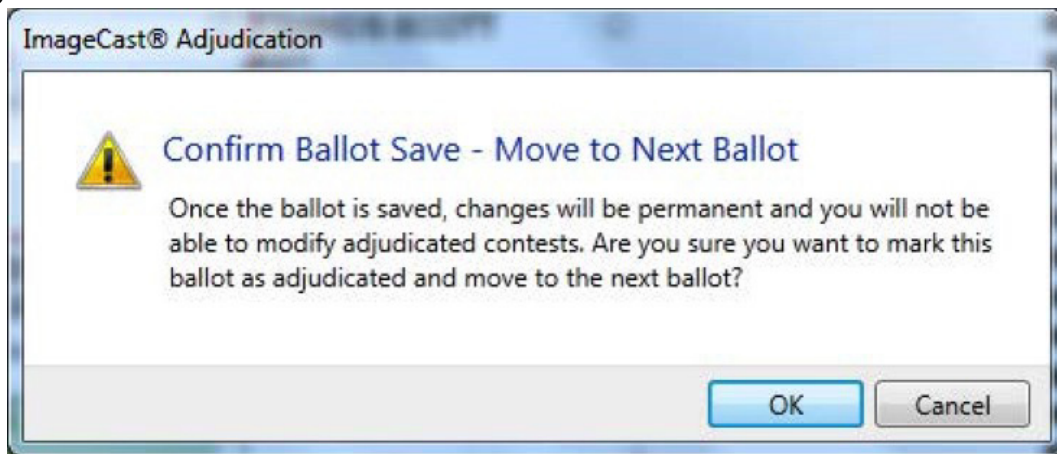 ImageCast® Adjudication
Confirm Ballot Save - Move to Next Ballot
Once the ballot is saved, changes will be permanent and you will not be
able to modify adjudicated contests. Are you sure you want to mark this
ballot as adjudicated and move to the next ballot?
OK
Cancel